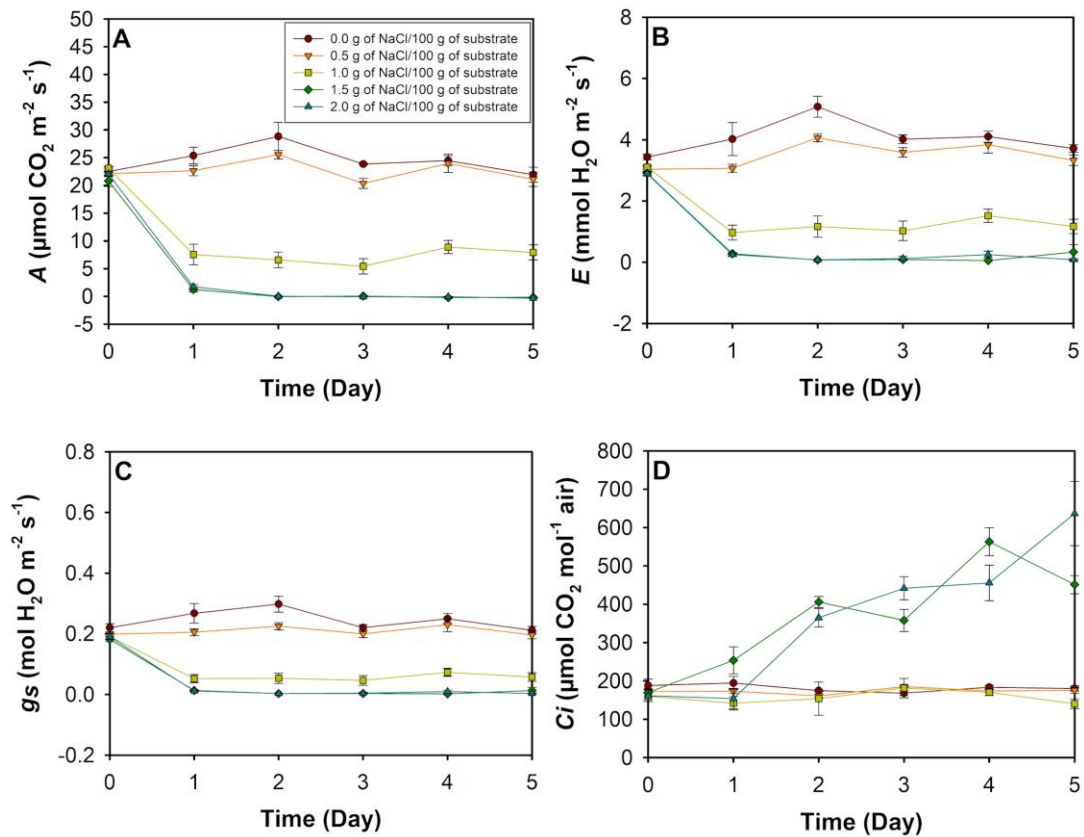 A
A (µmol CO₂ m⁻² s⁻¹)
50
45
40
35
30
25
20
15
10
5
0
-5
0.0 g of NaCl/100 g of substrate
0.5 g of NaCl/100 g of substrate
1.0 g of NaCl/100 g of substrate
1.5 g of NaCl/100 g of substrate
2.0 g of NaCl/100 g of substrate
0 1 2 3 4 5
Time (Day)
B
E (mmol H₂O m⁻² s⁻¹)
8
6
4
2
0
-2
0 1 2 3 4 5
Time (Day)
C
gs (mol H₂O m⁻² s⁻¹)
0.8
0.6
0.4
0.2
0.0
-0.2
0 1 2 3 4 5
Time (Day)
D
Ci (µmol CO₂ mol⁻¹ air)
800
700
600
500
400
300
200
100
0
0 1 2 3 4 5
Time (Day)